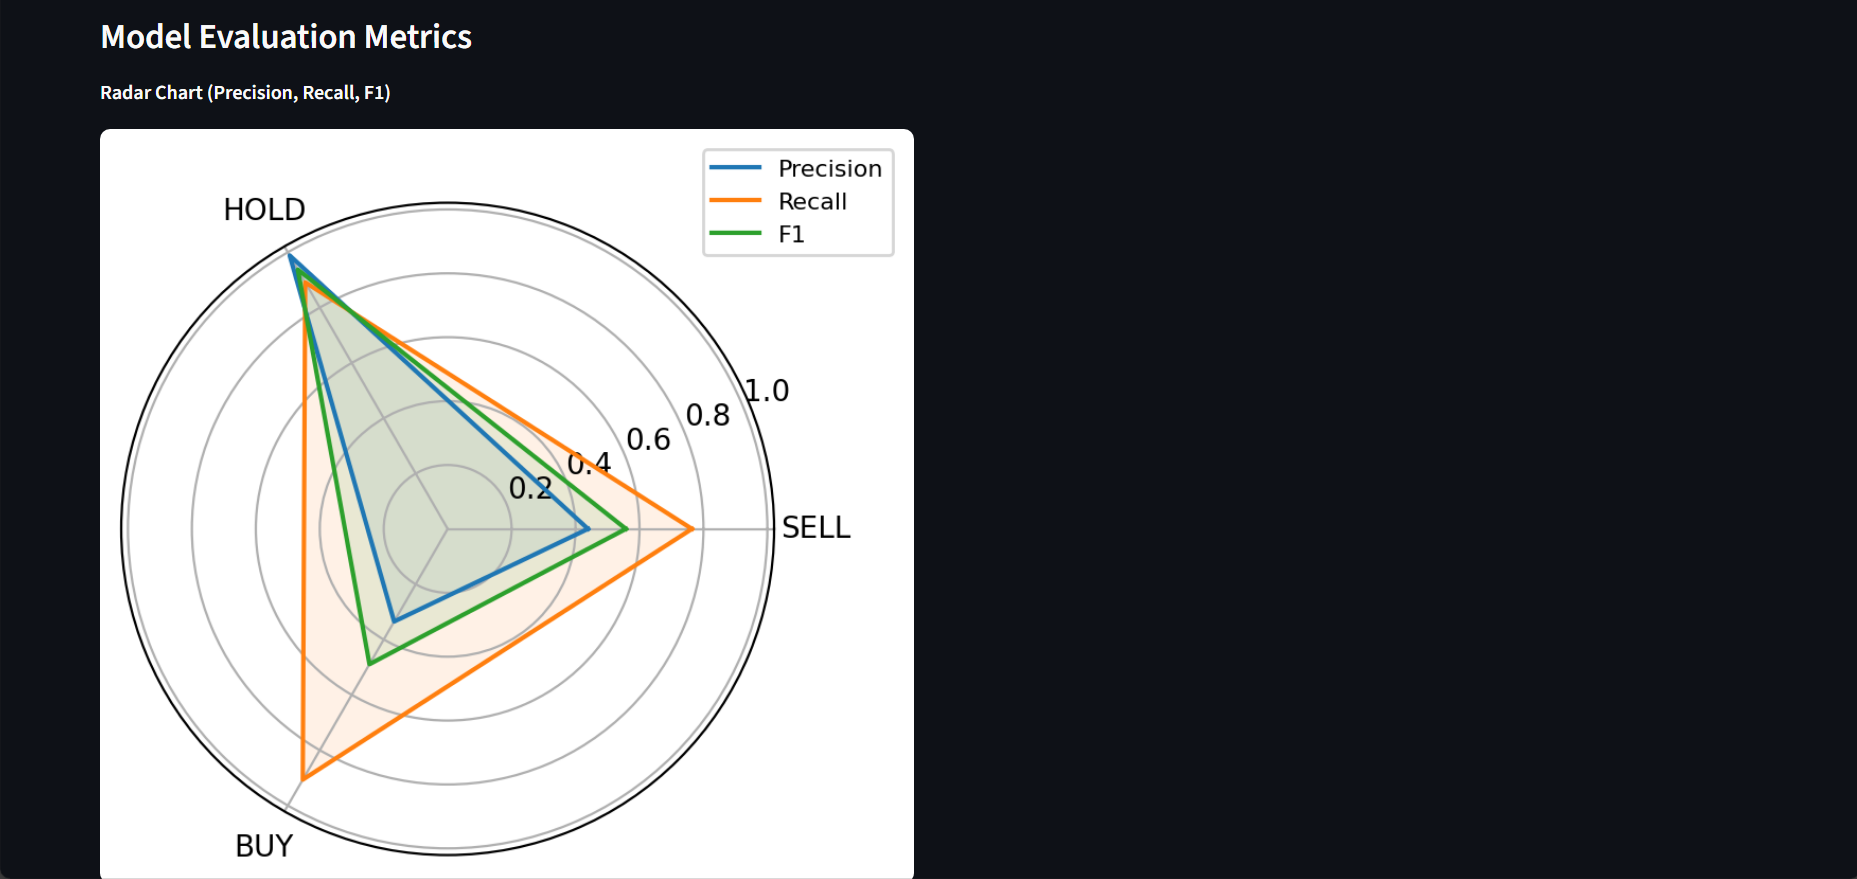 Model Evaluation Metrics
Radar Chart (Precision, Recall, F1)
Precision
Recall
F1
HOLD
1.0
0.8
0.6
0.4
0.2
SELL
BUY